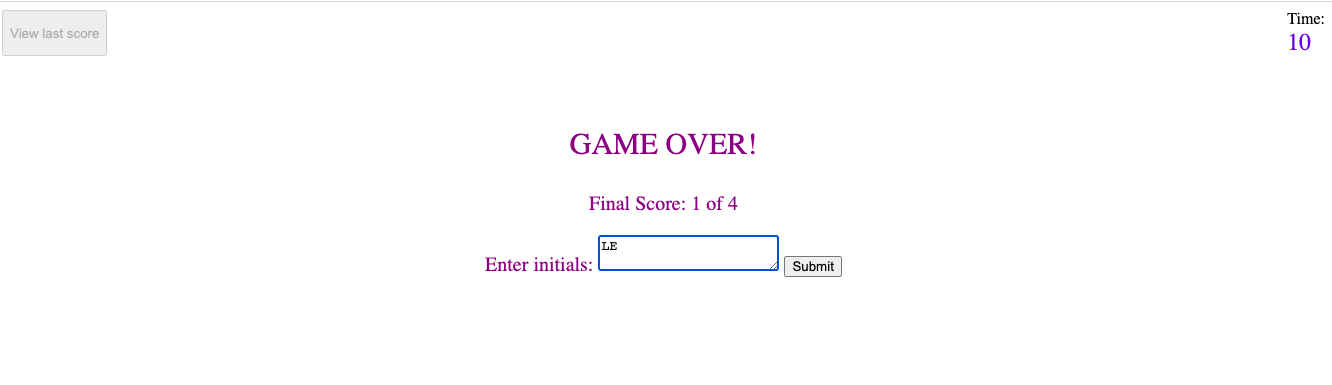 View last score
Time:
10
GAME OVER!
Final Score: 1 of 4
Enter initials: LE Submit